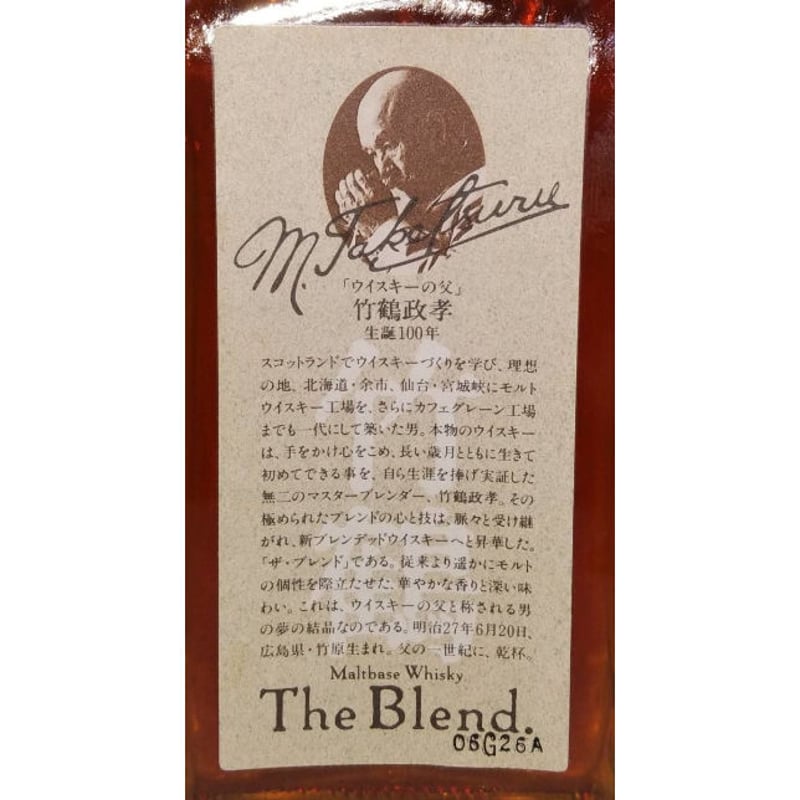 M. Taketsuru
「ウイスキーの父」
竹鶴政孝
生誕100年
スコットランドでウイスキーづくりを学び、理想
の地、北海道・余市、仙台・宮城峡にモルト
ウイスキー工場を、さらにカフェグレーン工場
までも一代にして築いた男。本物のウイスキー
は、手をかけ心をこめ、長い歳月とともに生きて
初めてできる事を、自ら生涯を捧げ実証した
無二のマスターブレンダー、竹鶴政孝。その
極められたブレンドの心と技は、脈々と受け継
がれ、新ブレンデッドウイスキーへと昇華した。
「ザ・ブレンド」である。従来より遥かにモルト
の個性を際立たせた、華やかな香りと深い味
わい。これは、ウイスキーの父と称される男
の夢の結晶なのである。明治27年6月20日、
広島県・竹原生まれ。父の一世紀に、乾杯。
Maltbase Whisky
The Blend.
06G26A